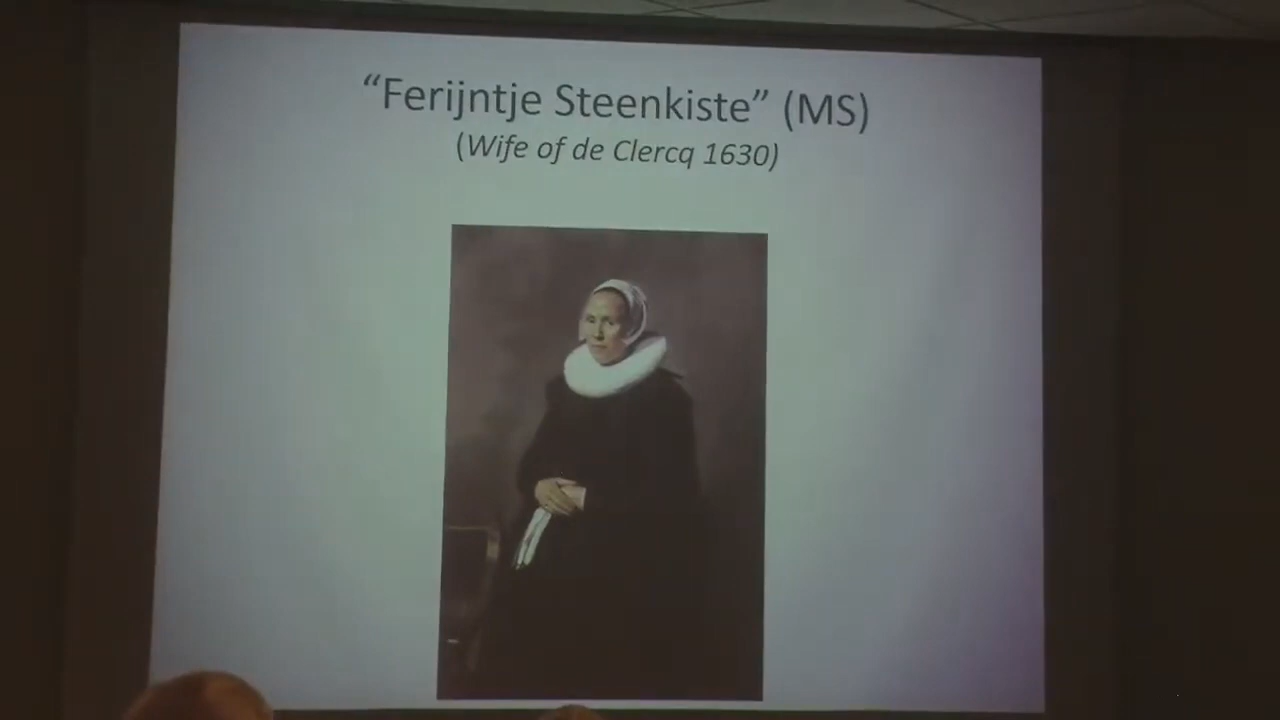 “Ferijntje Steenkiste” (MS)
(Wife of de Clercq 1630)